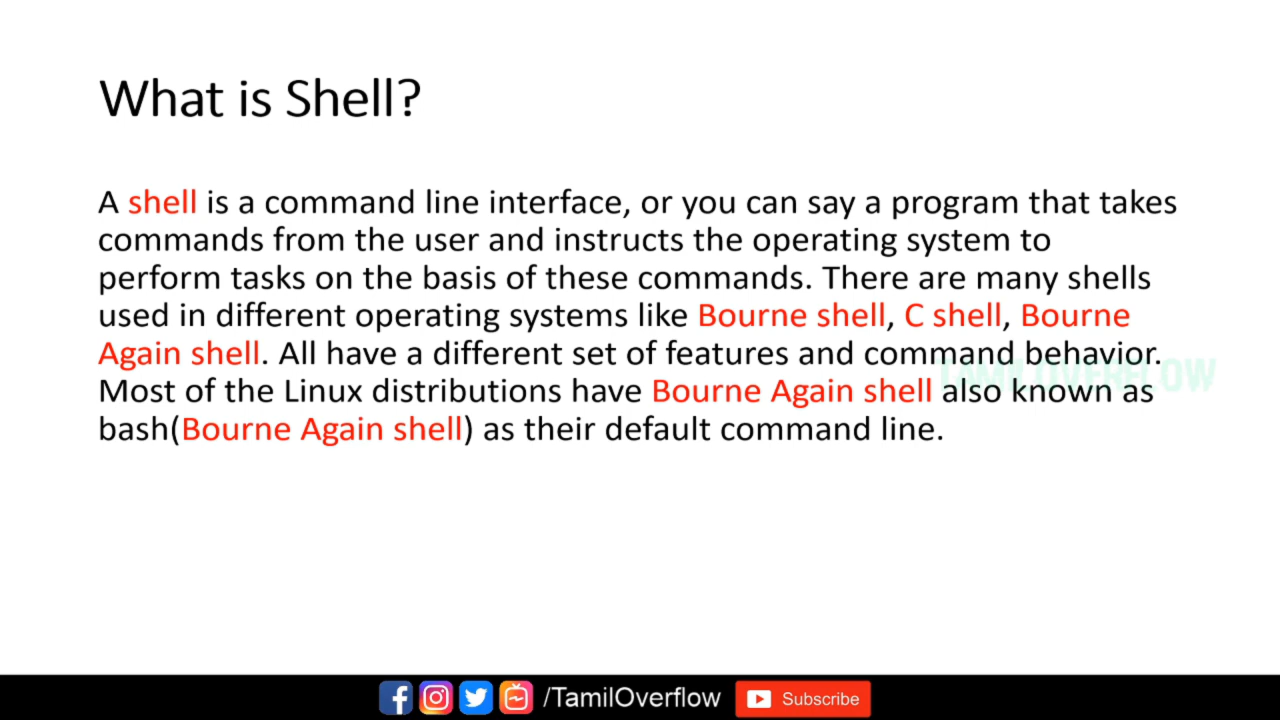 What is Shell?
A shell is a command line interface, or you can say a program that takes
commands from the user and instructs the operating system to
perform tasks on the basis of these commands. There are many shells
used in different operating systems like Bourne shell, C shell, Bourne
Again shell. All have a different set of features and command behavior.
TAMILOVERFLOW
Most of the Linux distributions have Bourne Again shell also known as
bash(Bourne Again shell) as their default command line.
/TamilOverflow
Subscribe